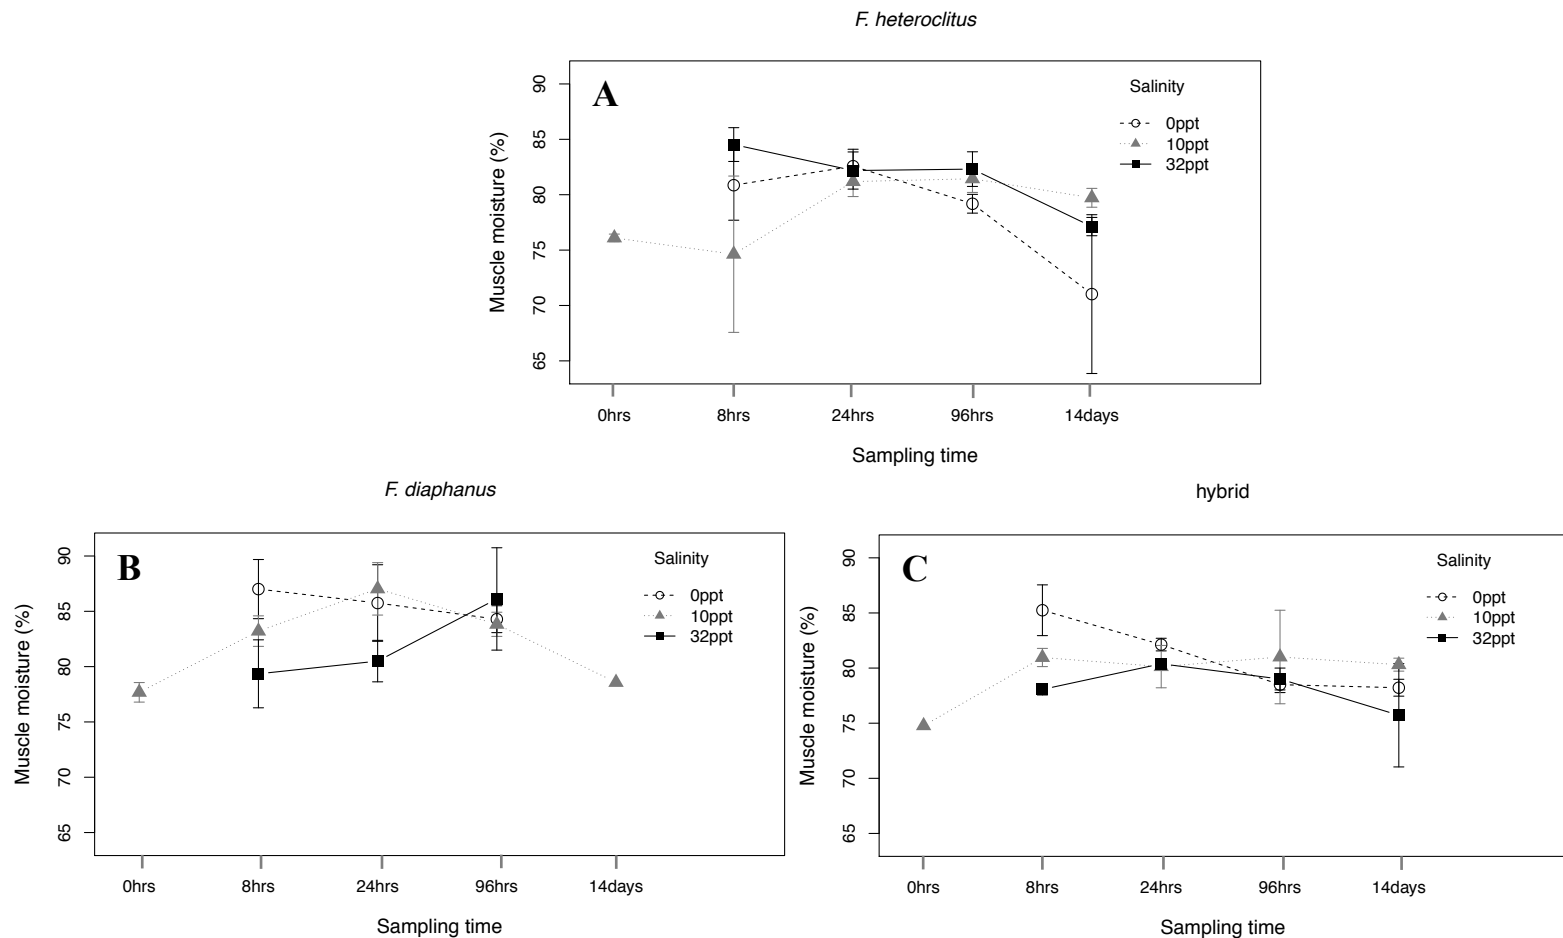 F. heteroclitus
A
Salinity
0ppt
10ppt
32ppt
Muscle moisture (%)
90
85
80
75
70
65
0hrs 8hrs 24hrs 96hrs 14days
Sampling time
F. diaphanus
B
Salinity
0ppt
10ppt
32ppt
Muscle moisture (%)
90
85
80
75
70
65
0hrs 8hrs 24hrs 96hrs 14days
Sampling time
hybrid
C
Salinity
0ppt
10ppt
32ppt
Muscle moisture (%)
90
85
80
75
70
65
0hrs 8hrs 24hrs 96hrs 14days
Sampling time